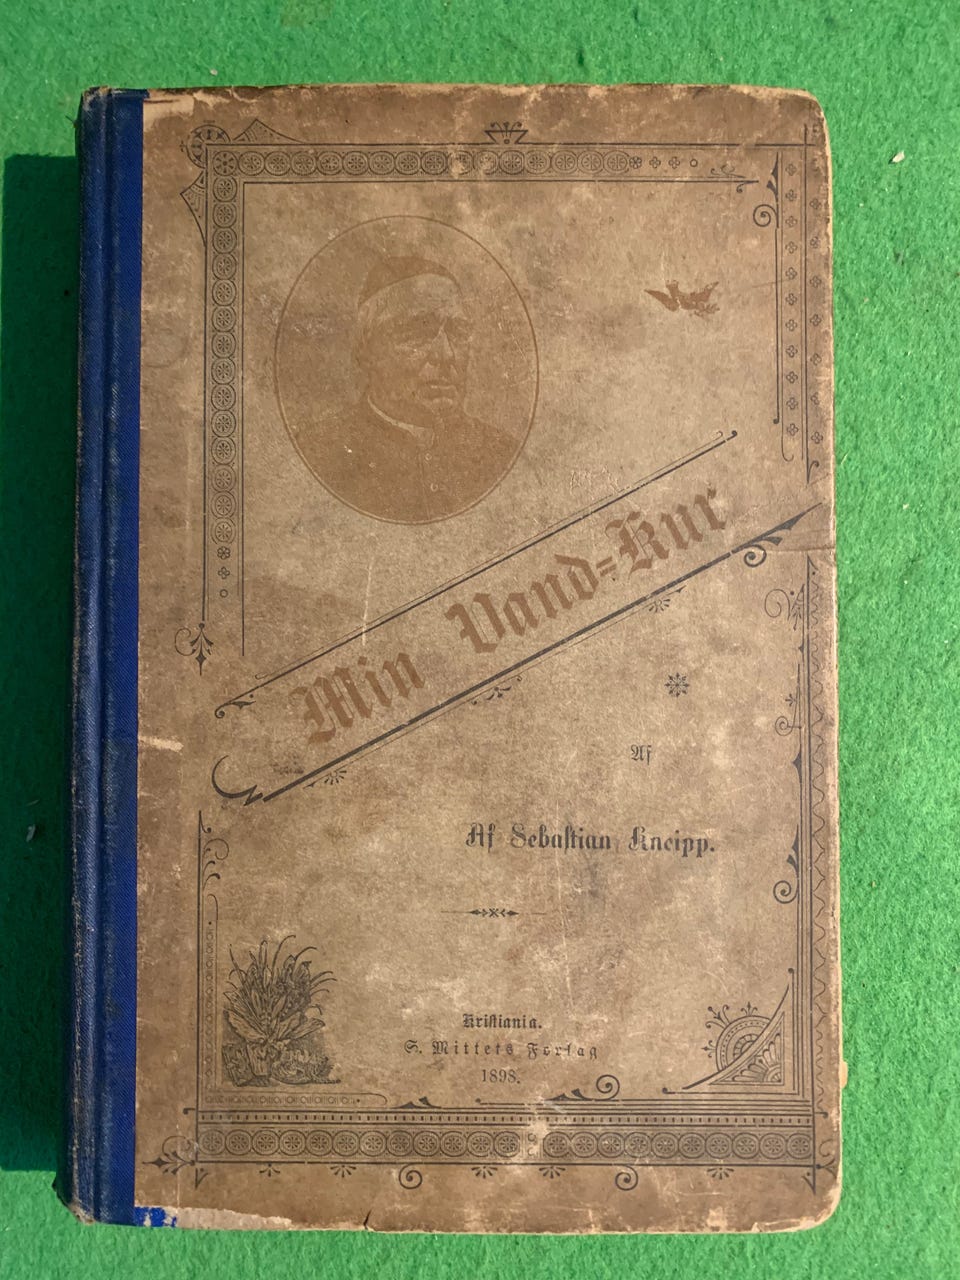 Min Vand=Kur
Af
Af Sebastian Kneipp.
Kristiania.
S. Mittets Forlag
1898.